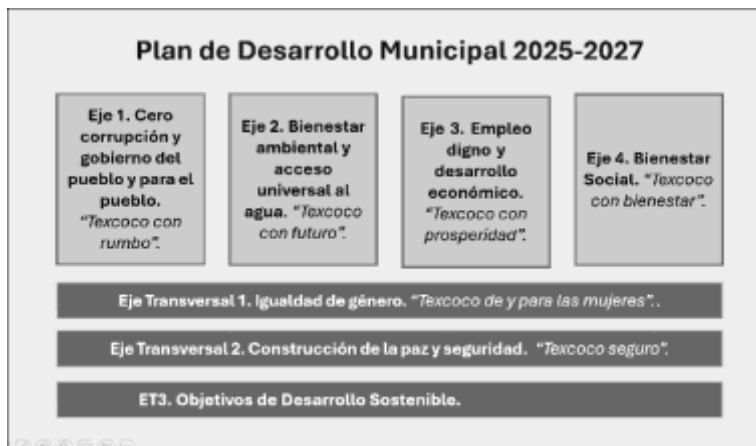 Plan de Desarrollo Municipal 2025-2027
Eje 1. Cero
corrupción y
gobierno del
pueblo y para el
pueblo.
“Texcoco con
rumbo”.
Eje 2. Bienestar
ambiental y
acceso
universal al
agua. “Texcoco
con futuro”.
Eje 3. Empleo
digno y
desarrollo
económico.
“Texcoco con
prosperidad”.
Eje 4. Bienestar
Social. “Texcoco
con bienestar”.
Eje Transversal 1. Igualdad de género. “Texcoco de y para las mujeres”..
Eje Transversal 2. Construcción de la paz y seguridad. “Texcoco seguro”.
ET3. Objetivos de Desarrollo Sostenible.